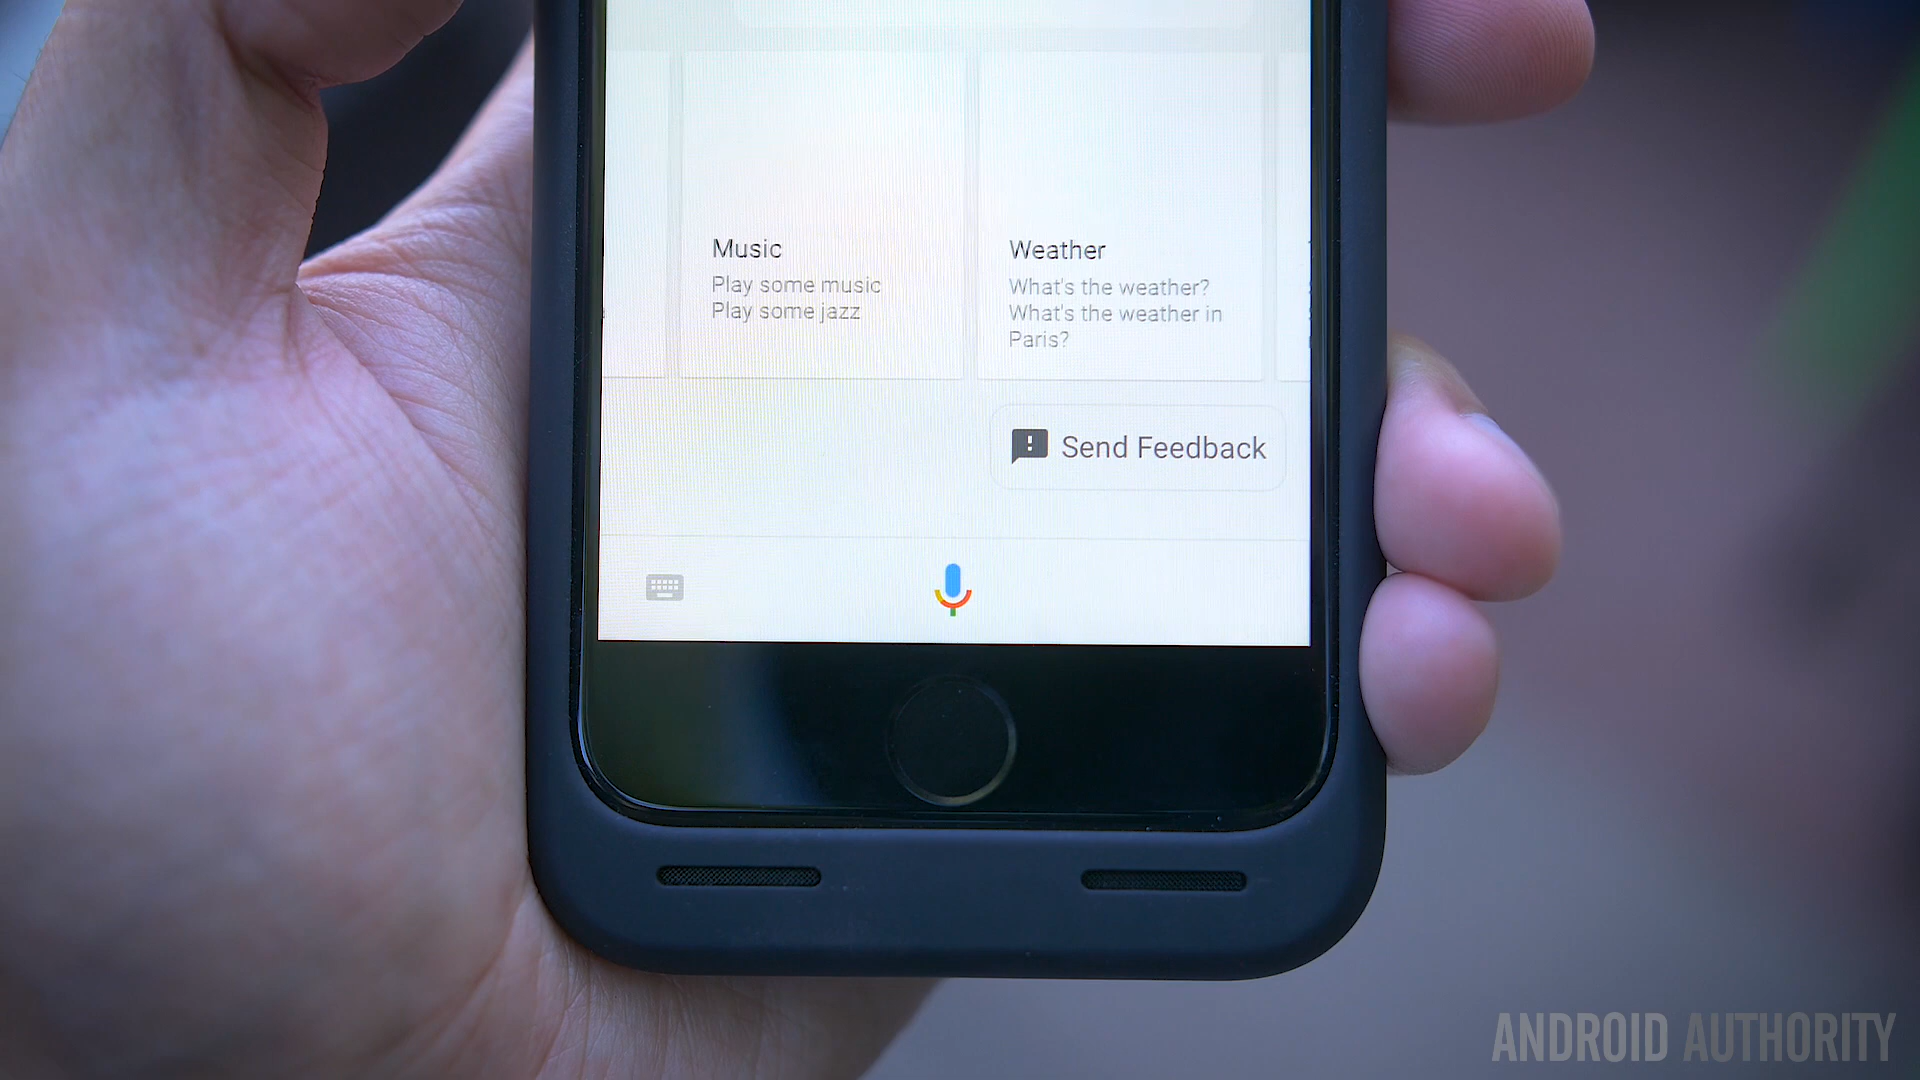 Music
Play some music
Play some jazz
Weather
What's the weather?
What's the weather in
Paris?
Send Feedback
ANDROID AUTHORITY